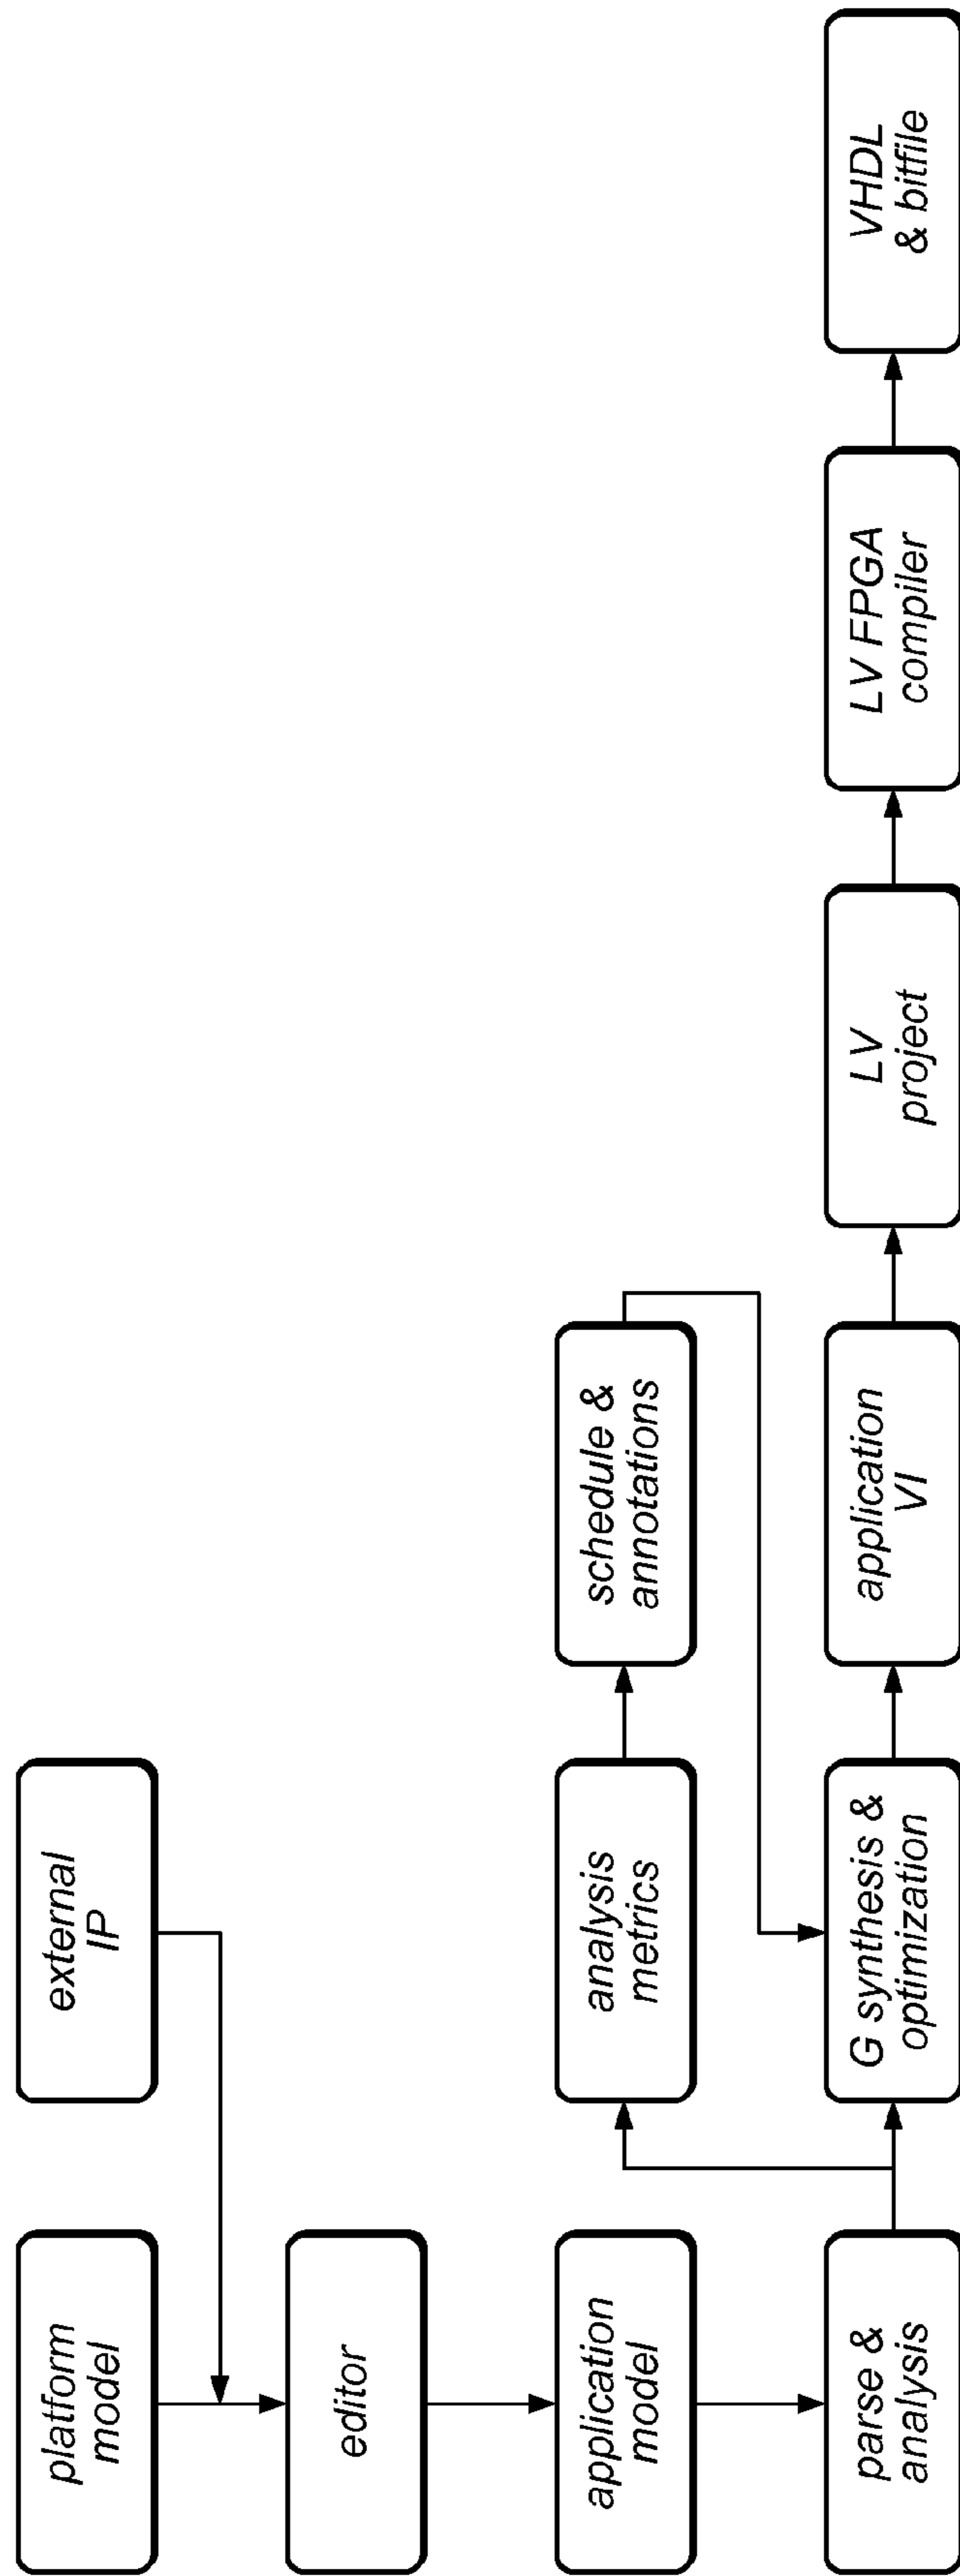 platform
model
external
IP
editor
application
model
analysis
metrics
schedule &
annotations
parse &
analysis
G synthesis &
optimization
application
VI
LV
project
LV FPGA
compiler
VHDL
& bitfile